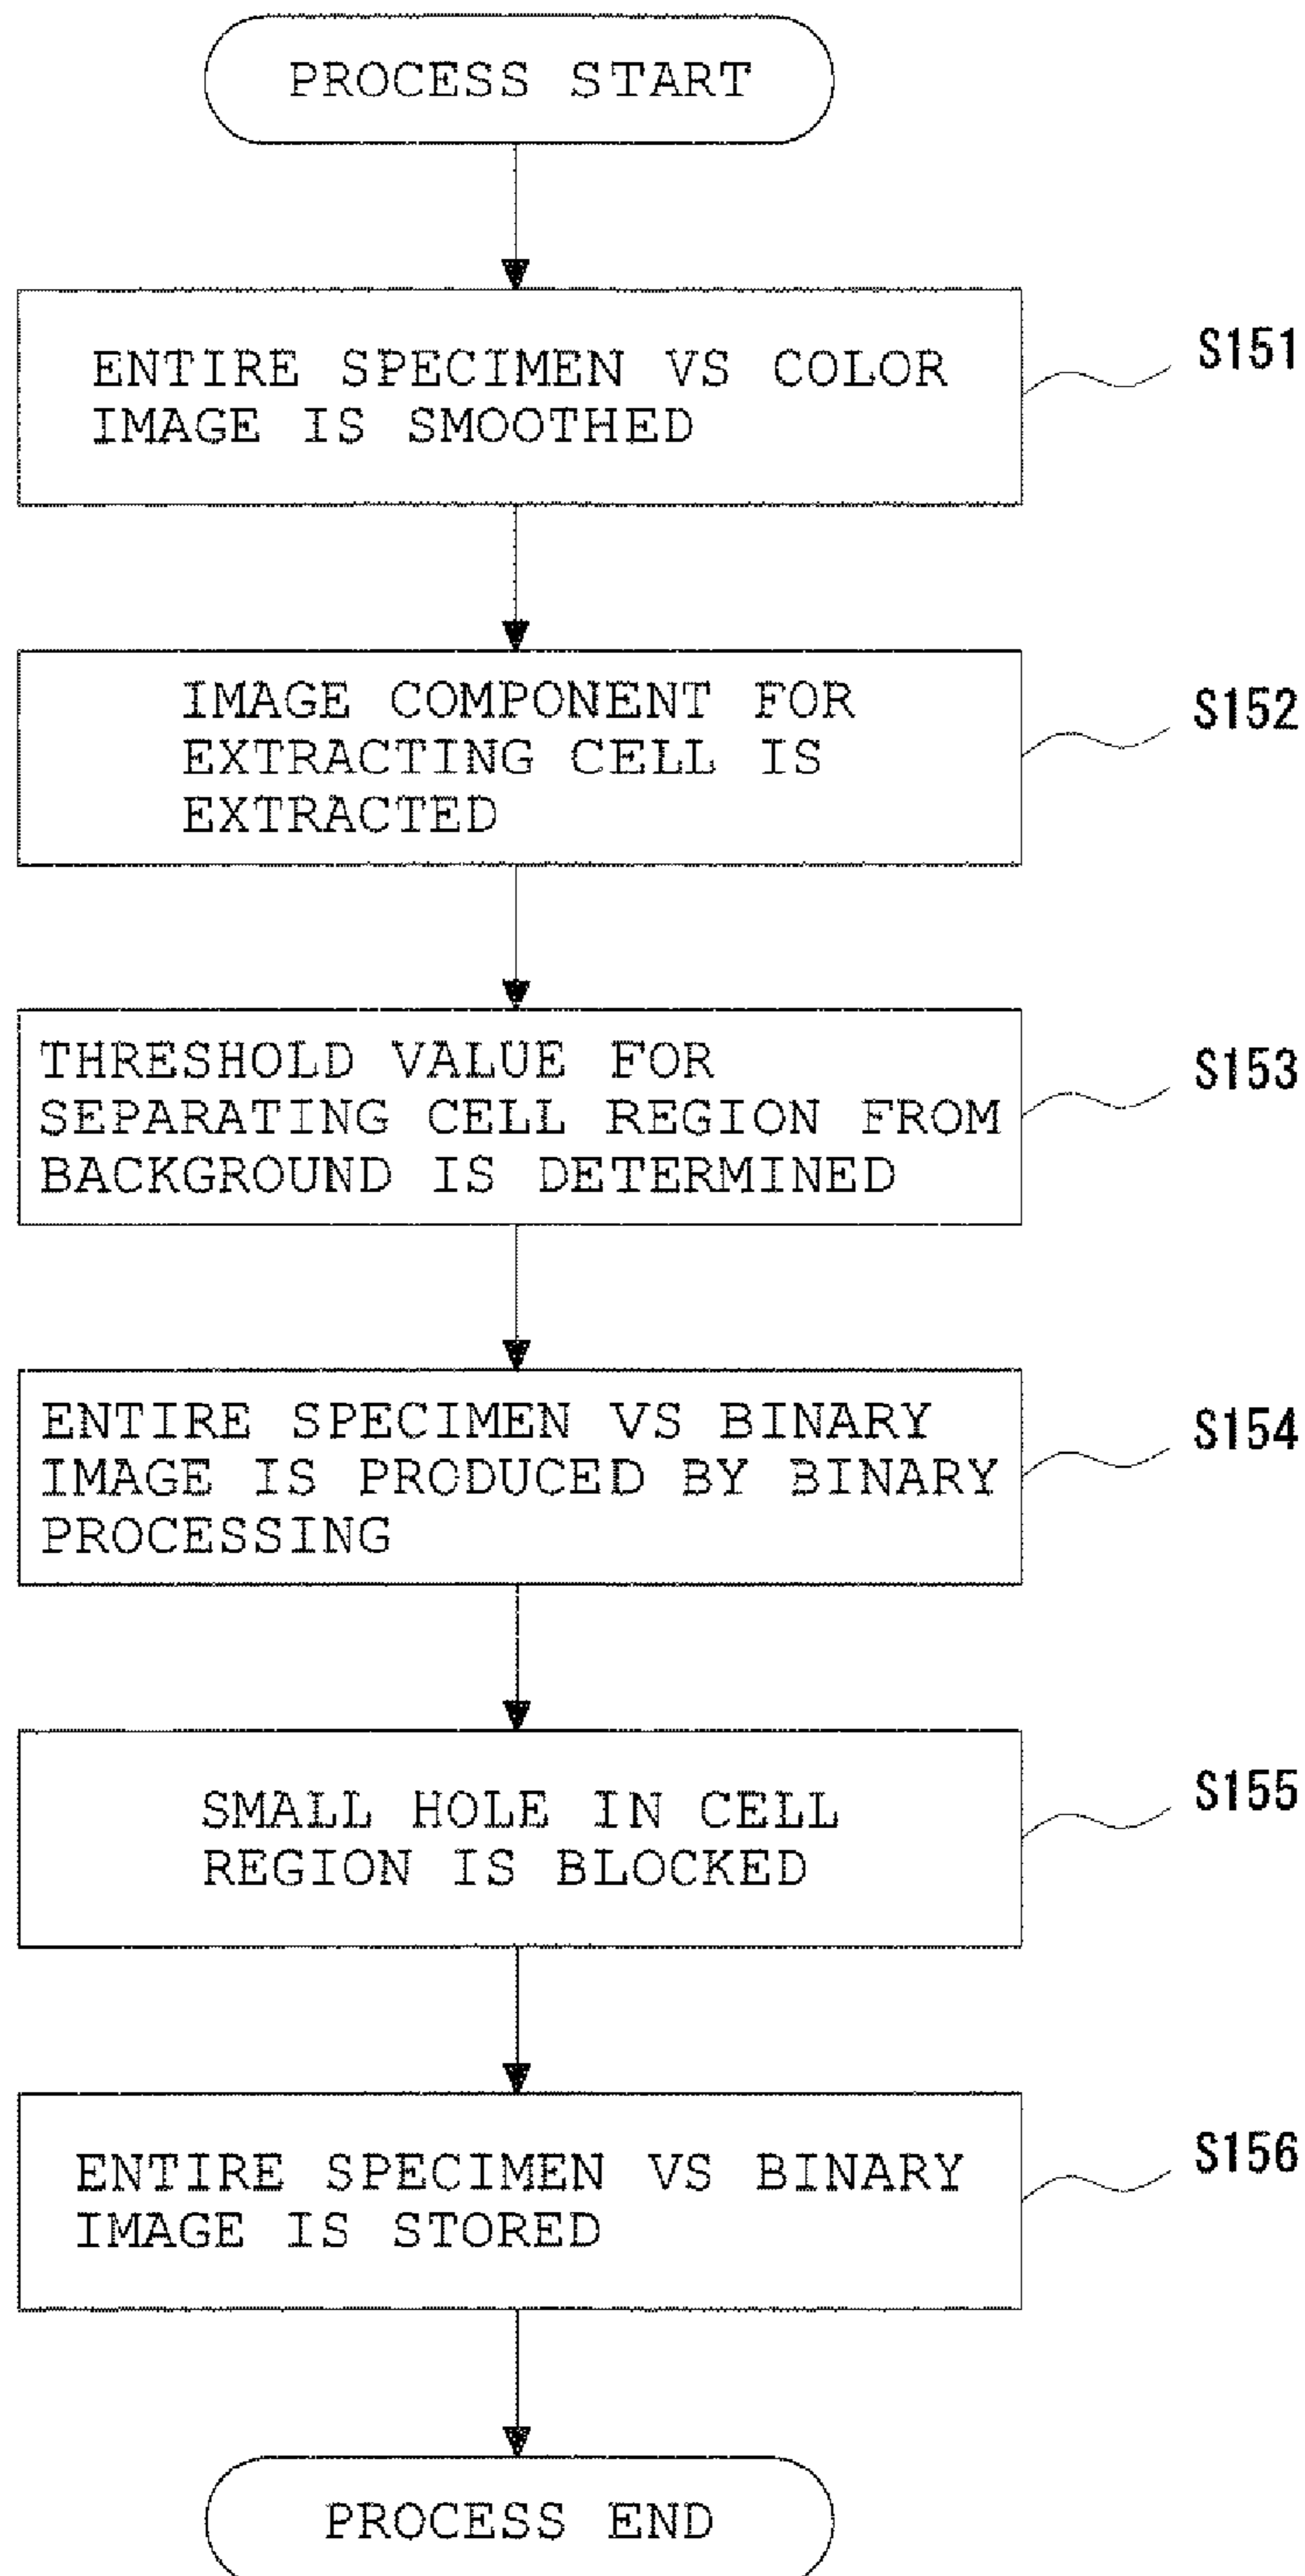 PROCESS START
ENTIRE SPECIMEN VS COLOR
IMAGE IS SMOOTHED
S151
IMAGE COMPONENT FOR
EXTRACTING CELL IS
EXTRACTED
S152
THRESHOLD VALUE FOR
SEPARATING CELL REGION FROM
BACKGROUND IS DETERMINED
S153
ENTIRE SPECIMEN VS BINARY
IMAGE IS PRODUCED BY BINARY
PROCESSING
S154
SMALL HOLE IN CELL
REGION IS BLOCKED
S155
ENTIRE SPECIMEN VS BINARY
IMAGE IS STORED
S156
PROCESS END